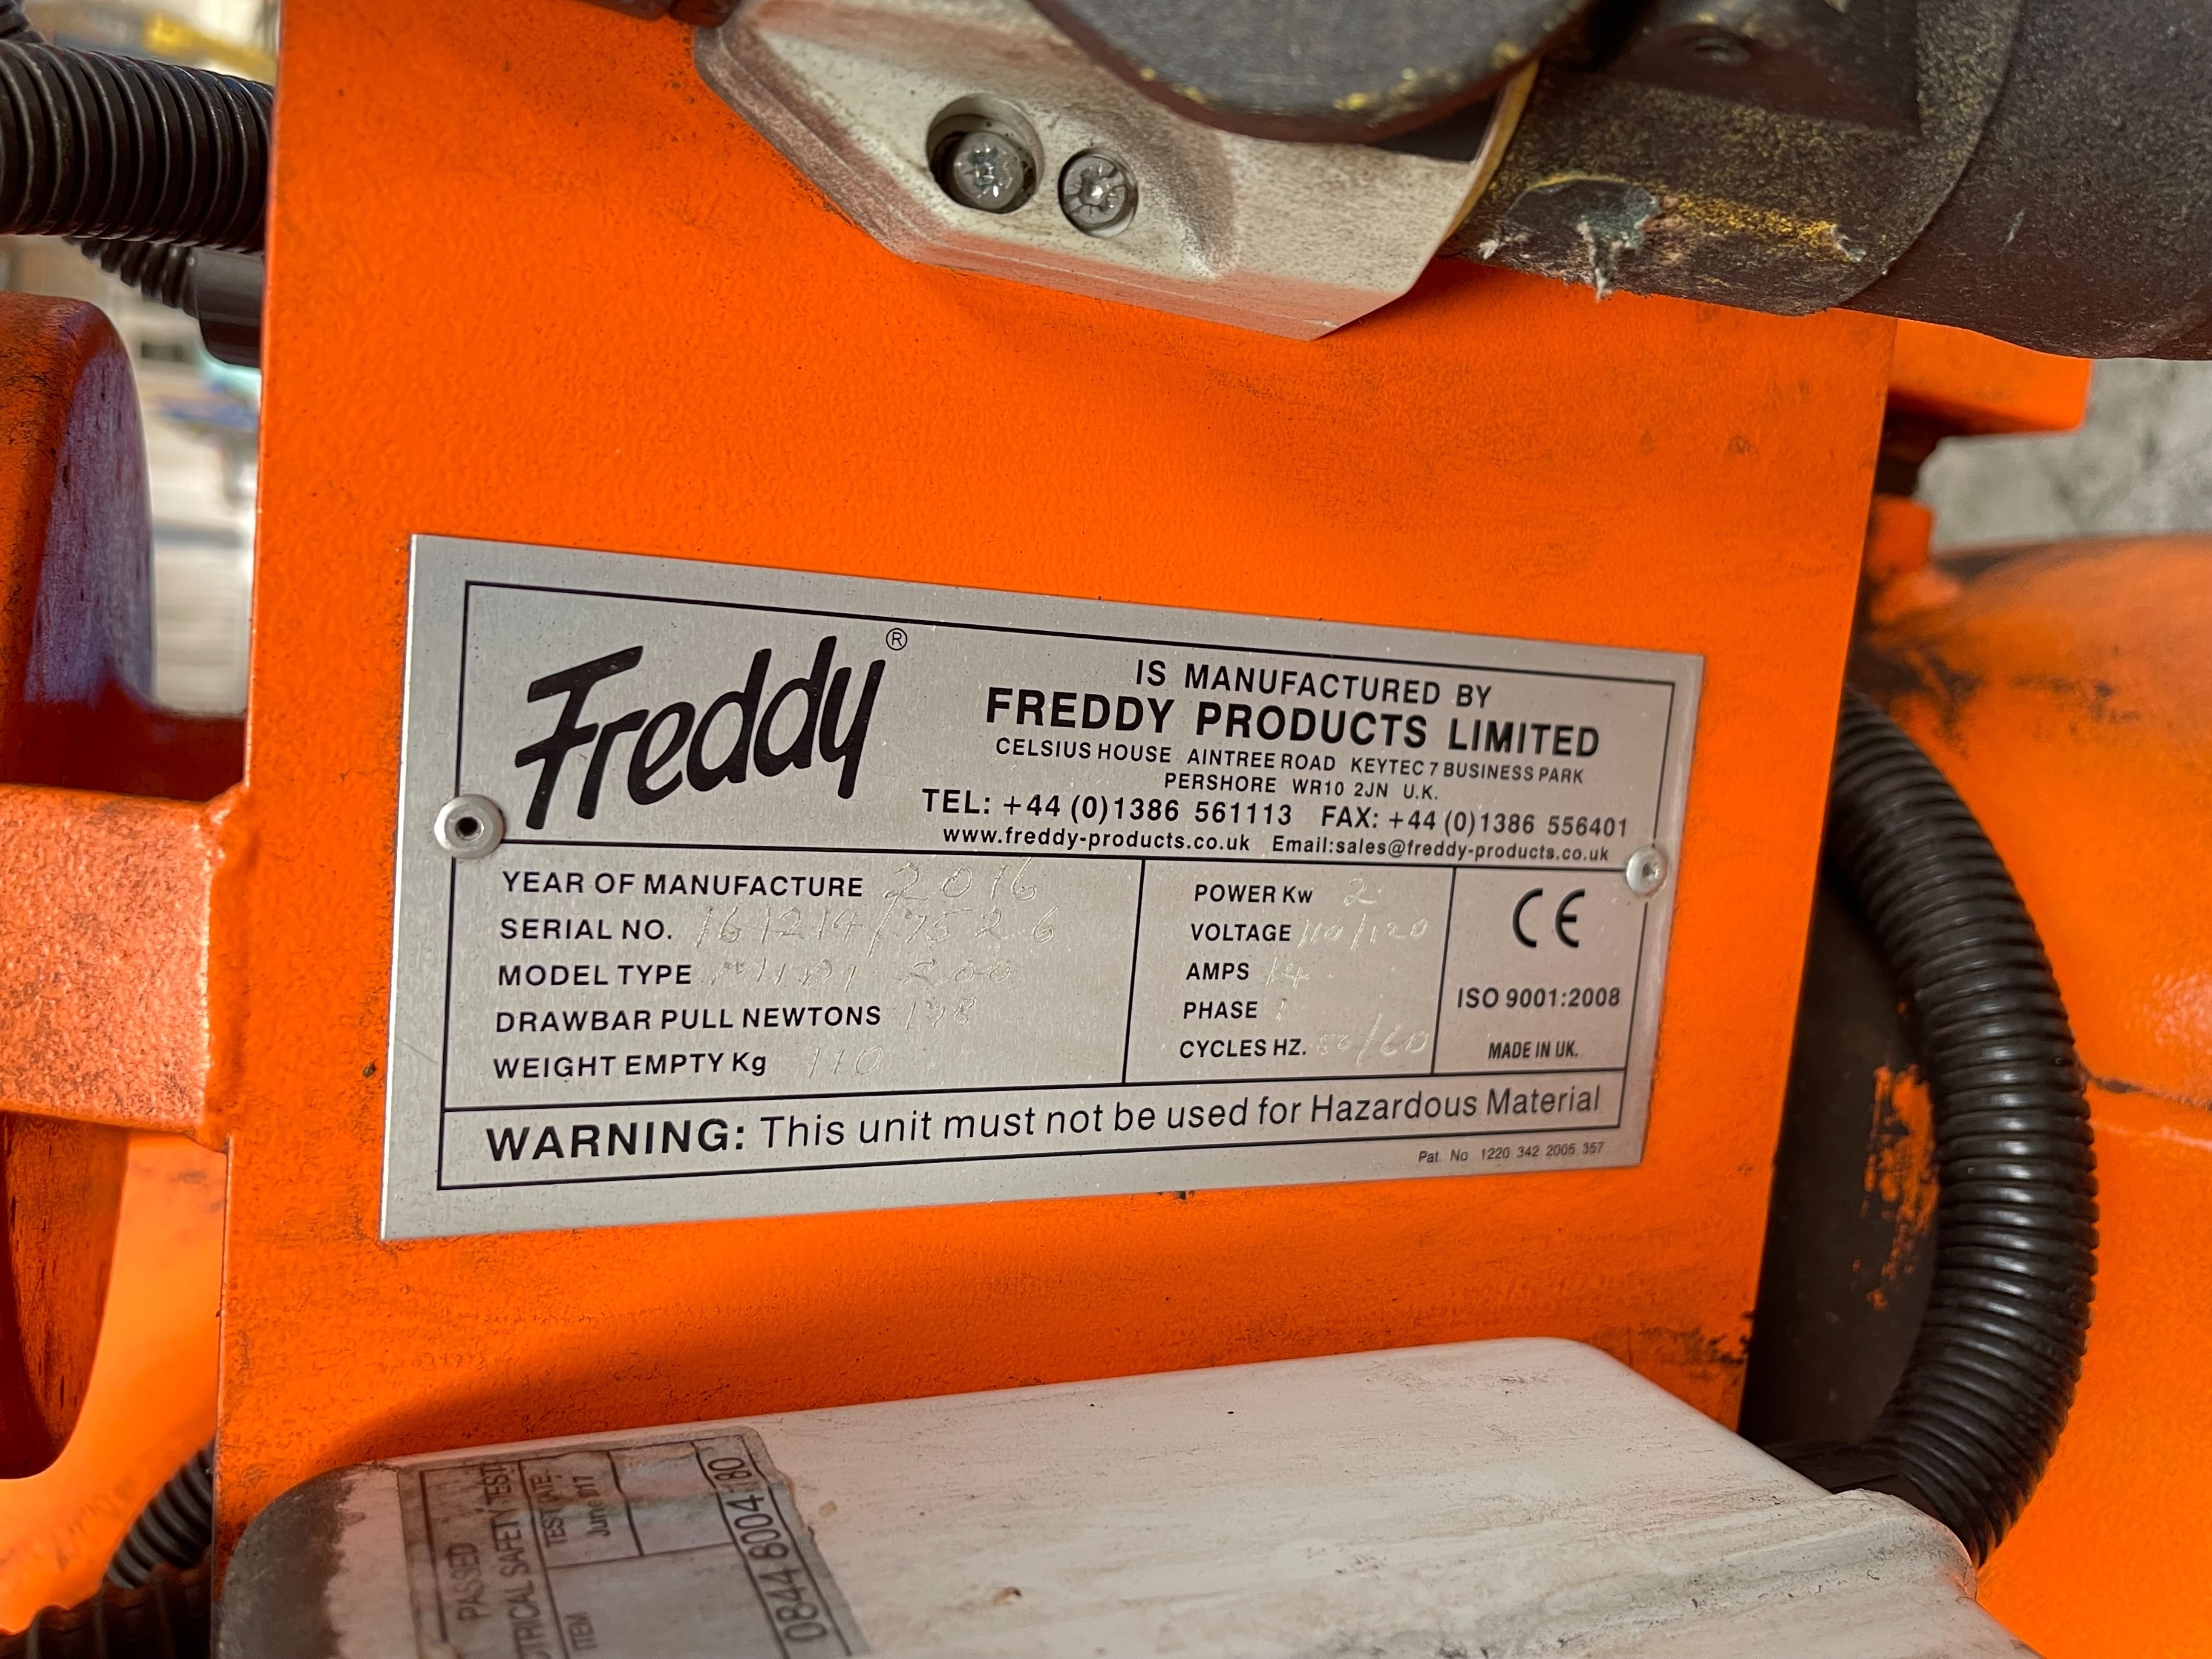 Freddy®
IS MANUFACTURED BY
FREDDY PRODUCTS LIMITED
CELSIUS HOUSE AINTREE ROAD KEYTEC 7 BUSINESS PARK
PERSHORE WR10 2JN U.K.
TEL: +44 (0)1386 561113 FAX: +44 (0)1386 556401
www.freddy-products.co.uk Email:sales@freddy-products.co.uk
YEAR OF MANUFACTURE 2016
SERIAL NO. 161214/7526
MODEL TYPE MIDI 200
DRAWBAR PULL NEWTONS
WEIGHT EMPTY Kg 110
POWER Kw 2
VOLTAGE 110/120
AMPS 14
PHASE 1
CYCLES HZ. 50/60
CE
ISO 9001:2008
MADE IN UK.
WARNING: This unit must not be used for Hazardous Material
Pat. No 1220 342 2005 357
PASSED
SAFETY TEST
TEST DATE
June
ITEM
0844 8004